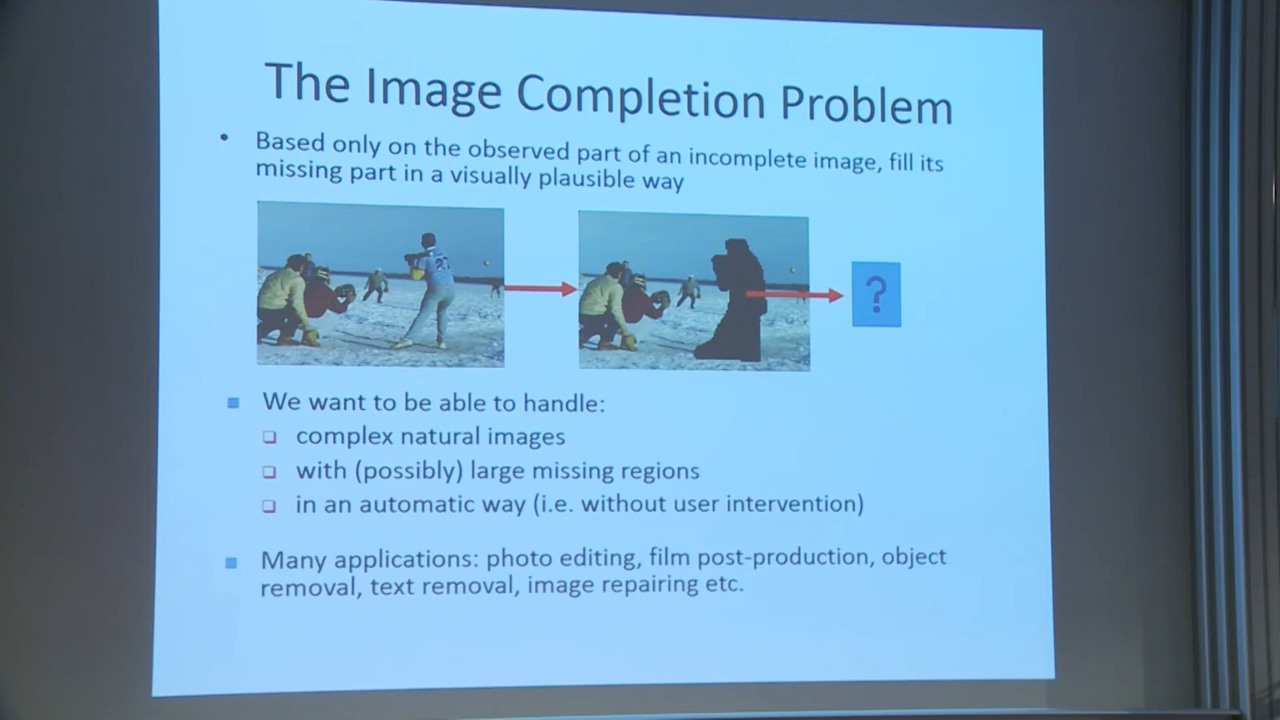 The Image Completion Problem
• Based only on the observed part of an incomplete image, fill its
missing part in a visually plausible way
?
We want to be able to handle:
complex natural images
with (possibly) large missing regions
in an automatic way (i.e. without user intervention)
Many applications: photo editing, film post-production, object
removal, text removal, image repairing etc.